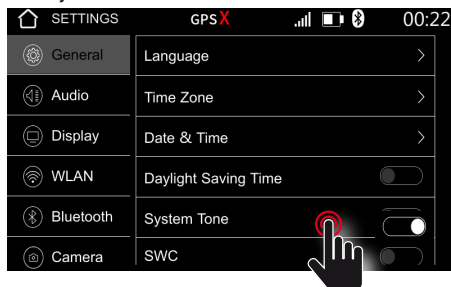 SETTINGS GPSX 00:22
General
Language
Audio
Time Zone
Display
Date & Time
WLAN
Daylight Saving Time
Bluetooth
System Tone
Camera
SWC